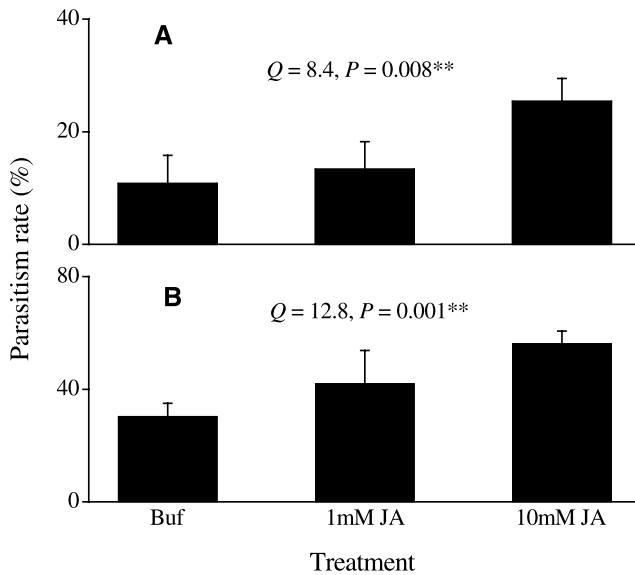 Parasitism rate (%)
40
A
Q = 8.4, P = 0.008**
20
0
80
B
Q = 12.8, P = 0.001**
40
0
Buf 1mM JA 10mM JA
Treatment